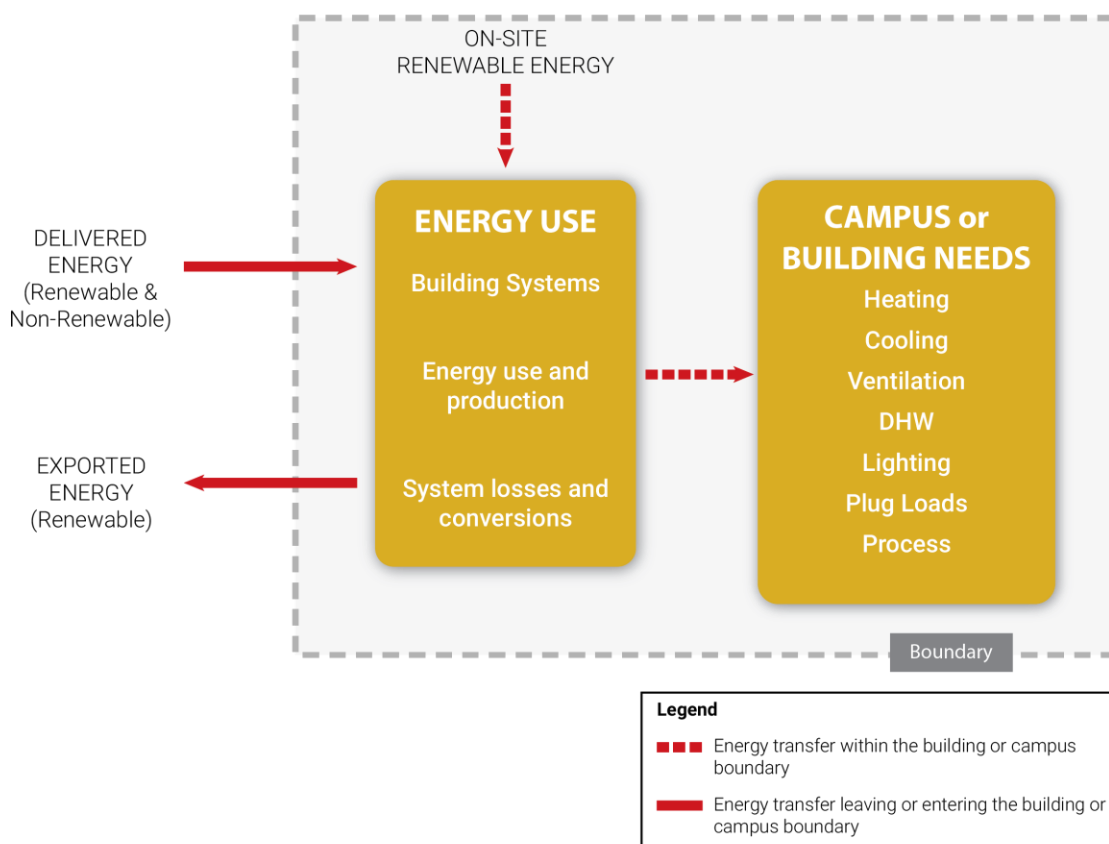 ON-SITE
RENEWABLE ENERGY
DELIVERED
ENERGY
(Renewable &
Non-Renewable)
EXPORTED
ENERGY
(Renewable)
ENERGY USE
Building Systems
Energy use and
production
System losses and
conversions
CAMPUS or
BUILDING NEEDS
Heating
Cooling
Ventilation
DHW
Lighting
Plug Loads
Process
Boundary
Legend
Energy transfer within the building or campus
boundary
Energy transfer leaving or entering the building or
campus boundary